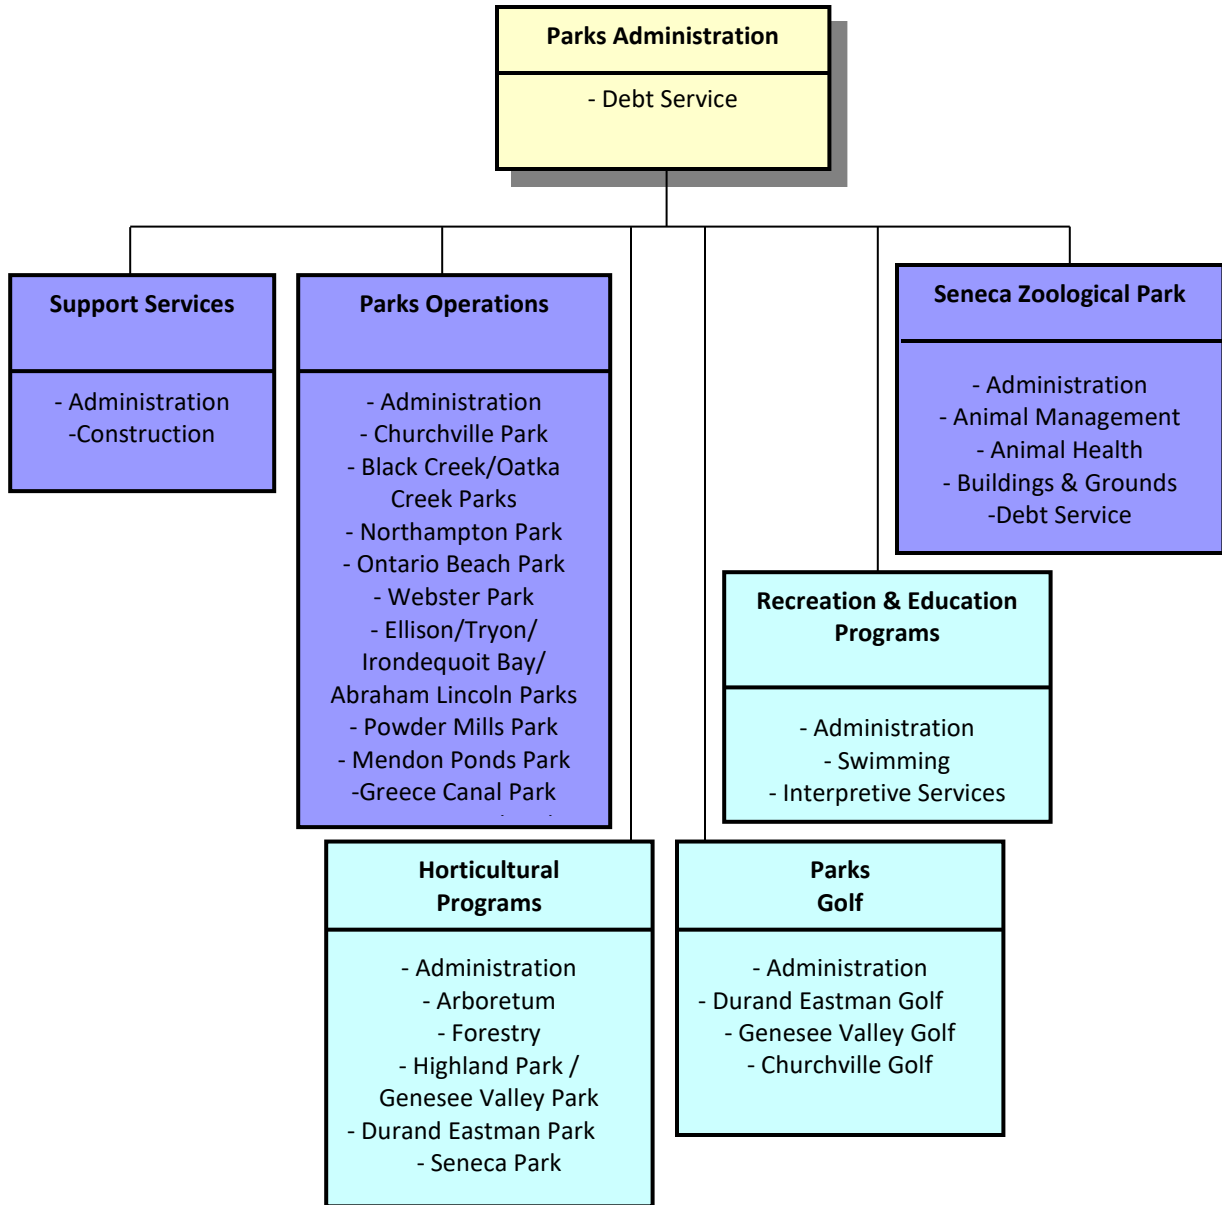 Parks Administration
- Debt Service
Support Services
- Administration
-Construction
Parks Operations
- Administration
- Churchville Park
- Black Creek/Oatka
Creek Parks
- Northampton Park
- Ontario Beach Park
- Webster Park
- Ellison/Tryon/
Irondequoit Bay/
Abraham Lincoln Parks
- Powder Mills Park
- Mendon Ponds Park
-Greece Canal Park
Seneca Zoological Park
- Administration
- Animal Management
- Animal Health
- Buildings & Grounds
-Debt Service
Recreation & Education
Programs
- Administration
- Swimming
- Interpretive Services
Horticultural
Programs
- Administration
- Arboretum
- Forestry
- Highland Park /
Genesee Valley Park
- Durand Eastman Park
- Seneca Park
Parks
Golf
- Administration
- Durand Eastman Golf
- Genesee Valley Golf
- Churchville Golf